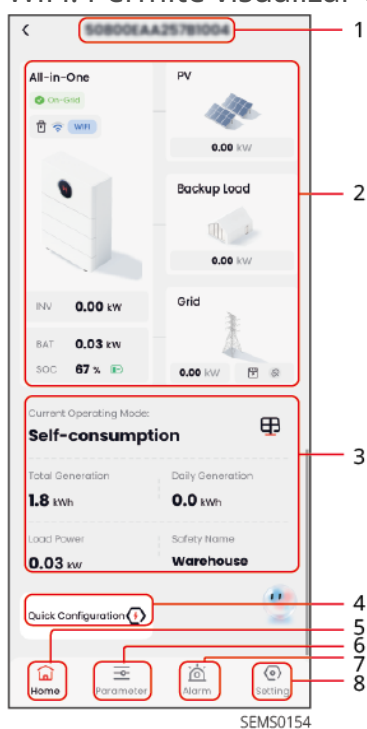 WiFi. Permite visualizar
1
All-in-One
On-Grid
WiFi
PV
0.00 kW
2
Backup Load
0.00 kW
INV 0.00 kW
BAT 0.03 kW
SOC 67 %
Grid
0.00 kW
Current Operating Mode:
Self-consumption
3
Total Generation
Daily Generation
1.8 kWh
0.0 kWh
Load Power
Safety Name
0.03 kW
Warehouse
Quick Configuration
4
5
6
7
8
Home
Parameter
Alarm
Setting
SEMS0154